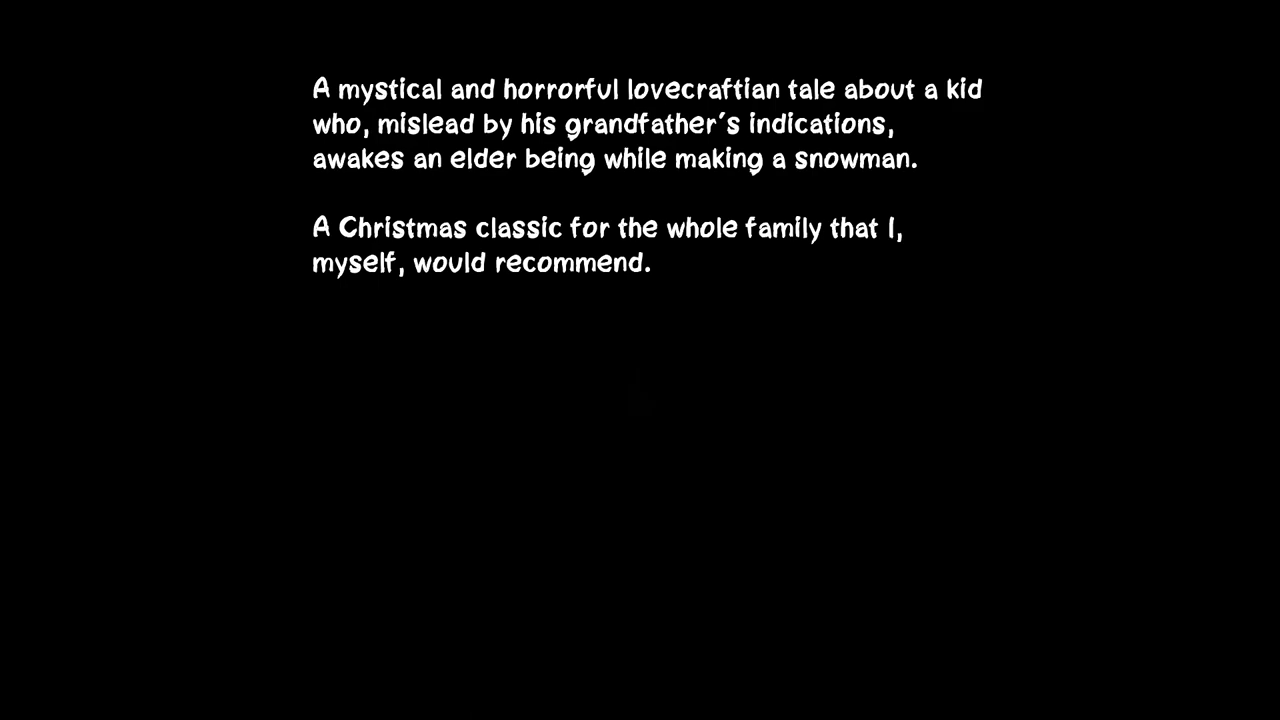 A mystical and horrorful lovecraftian tale about a kid
who, mislead by his grandfather's indications,
awakes an elder being while making a snowman.
A Christmas classic for the whole family that I,
myself, would recommend.